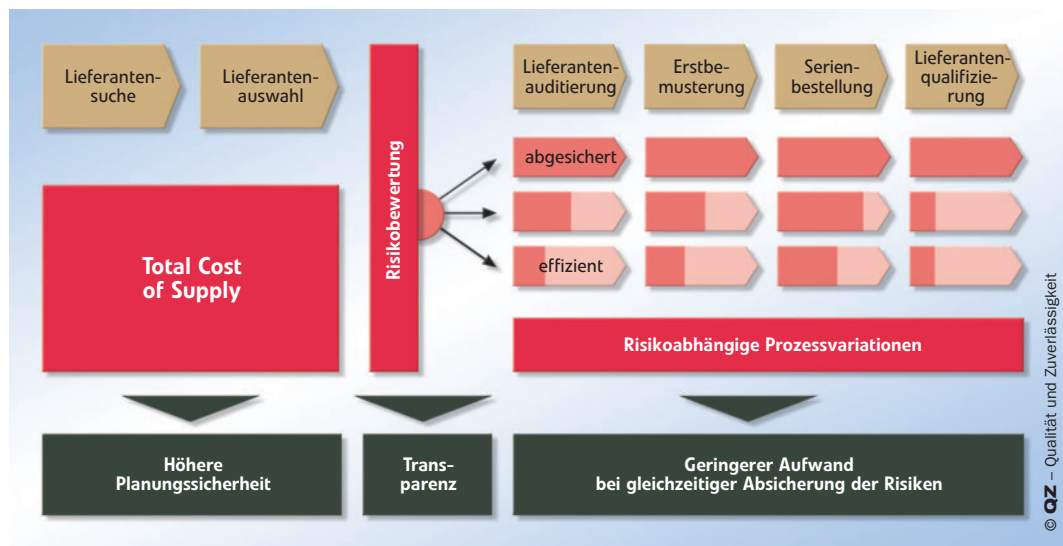 Lieferanten-
suche
Lieferanten-
auswahl
Risikobewertung
Lieferanten-
auditierung
Erstbe-
musterung
Serien-
bestellung
Lieferanten-
qualifizie-
rung
abgesichert
effizient
Total Cost
of Supply
Risikoabhängige Prozessvariationen
Höhere
Planungssicherheit
Trans-
parenz
Geringerer Aufwand
bei gleichzeitiger Absicherung der Risiken
© QZ – Qualität und Zuverlässigkeit